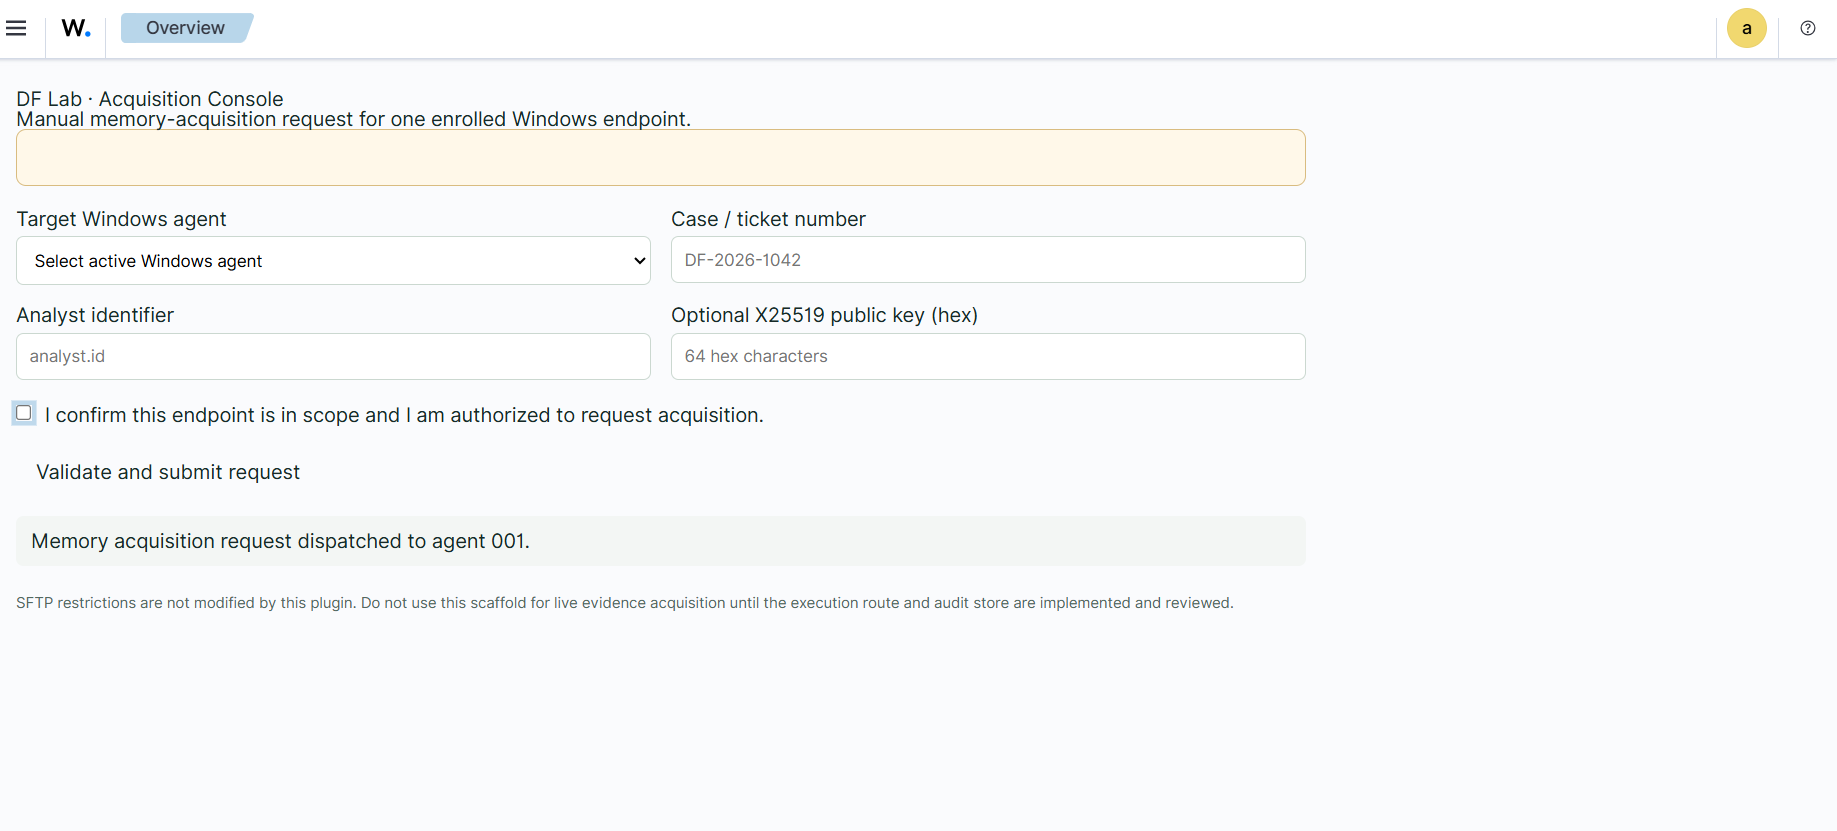 W.
Overview
a
?
DF Lab · Acquisition Console
Manual memory-acquisition request for one enrolled Windows endpoint.
Target Windows agent
Case / ticket number
Select active Windows agent
DF-2026-1042
Analyst identifier
Optional X25519 public key (hex)
analyst.id
64 hex characters
I confirm this endpoint is in scope and I am authorized to request acquisition.
Validate and submit request
Memory acquisition request dispatched to agent 001.
SFTP restrictions are not modified by this plugin. Do not use this scaffold for live evidence acquisition until the execution route and audit store are implemented and reviewed.